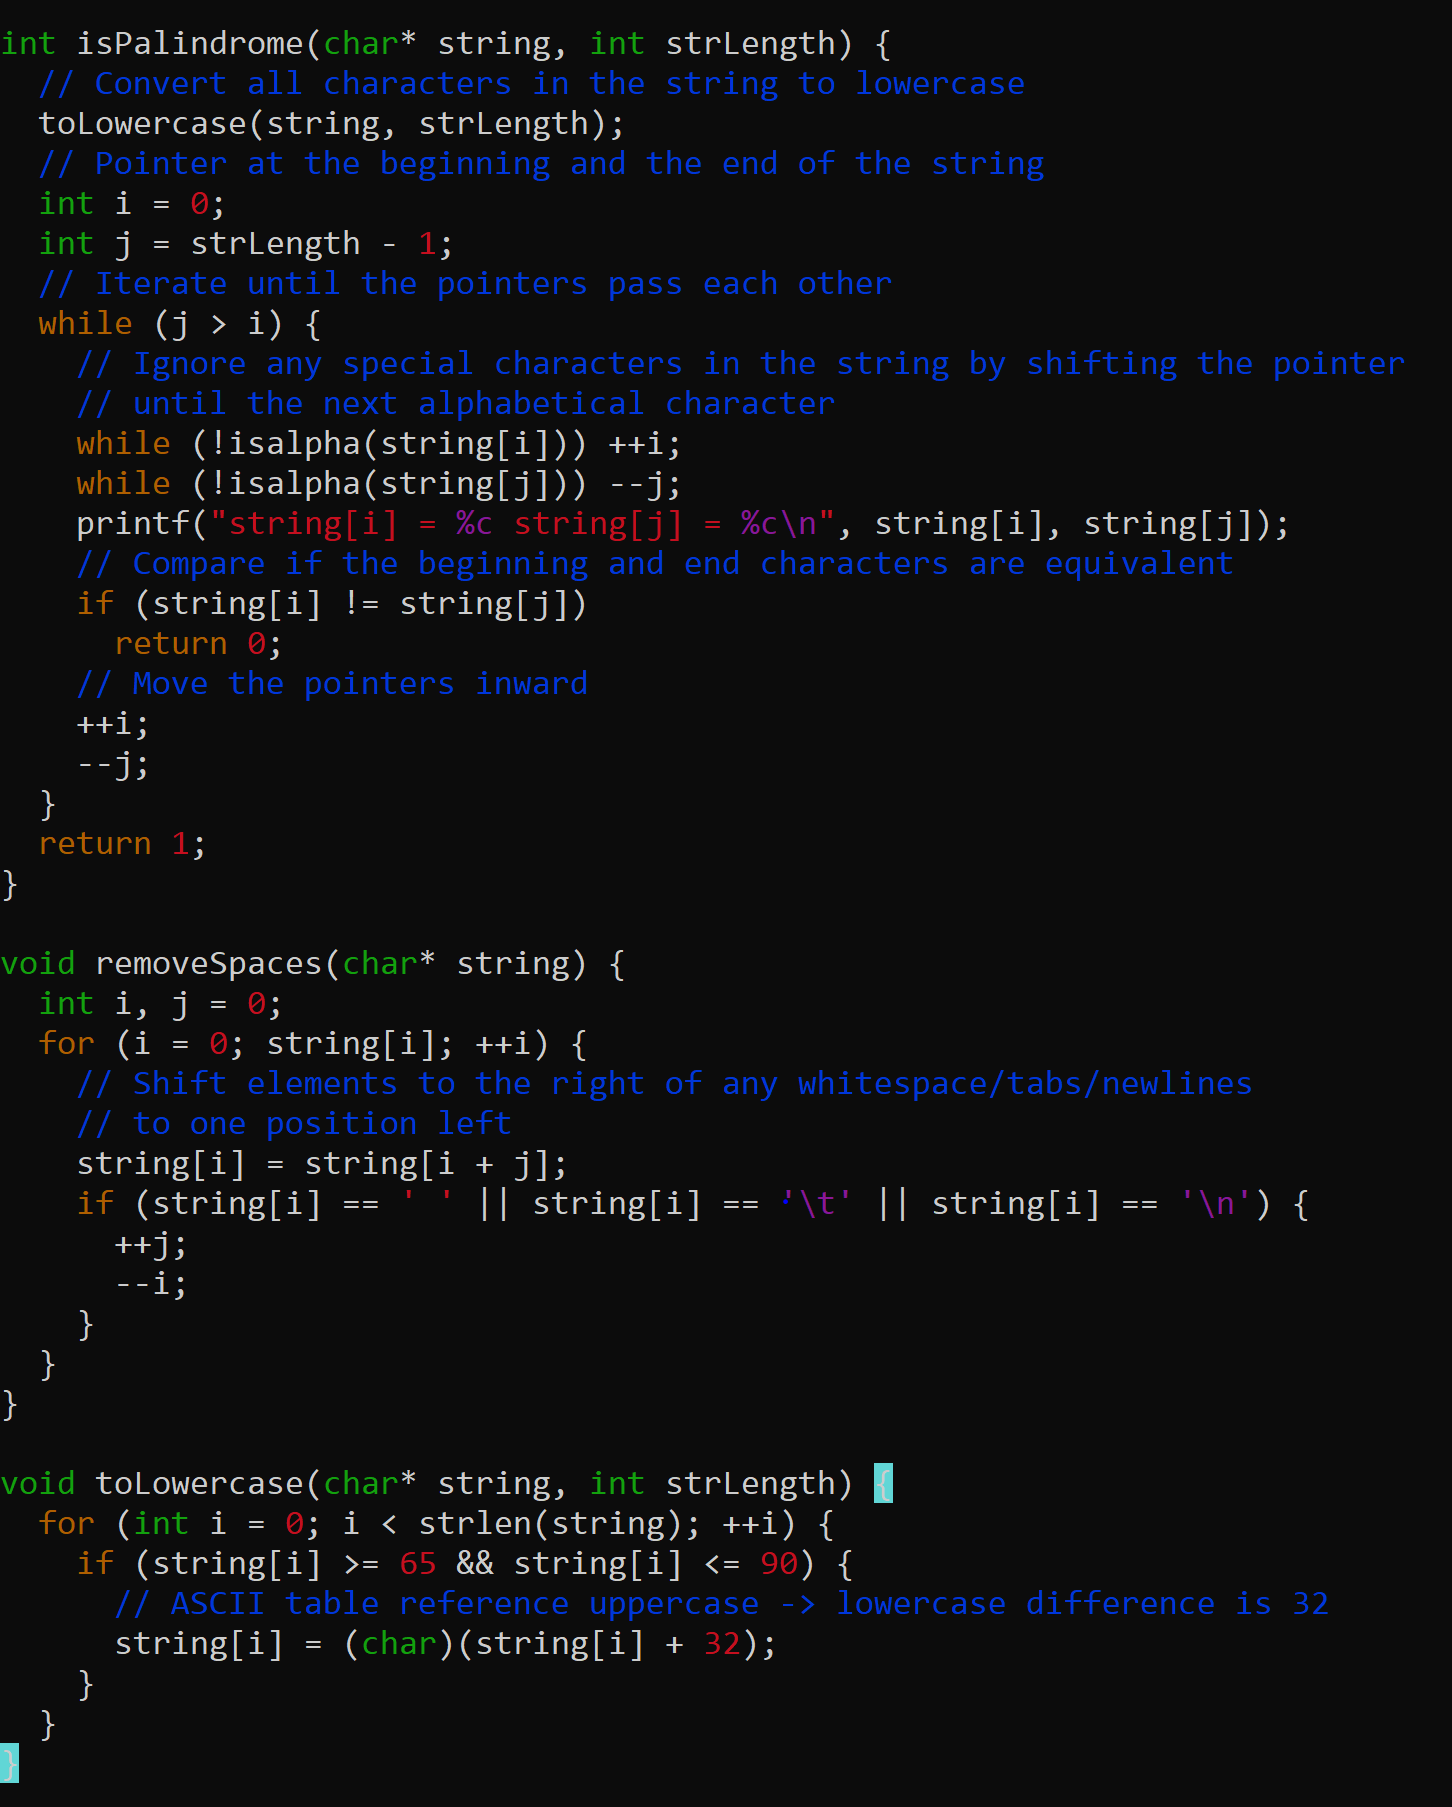 int isPalindrome(char* string, int strLength) {
  // Convert all characters in the string to lowercase
  toLowercase(string, strLength);
  // Pointer at the beginning and the end of the string
  int i = 0;
  int j = strLength - 1;
  // Iterate until the pointers pass each other
  while (j > i) {
    // Ignore any special characters in the string by shifting the pointer
    // until the next alphabetical character
    while (!isalpha(string[i])) ++i;
    while (!isalpha(string[j])) --j;
    printf("string[i] = %c string[j] = %c\n", string[i], string[j]);
    // Compare if the beginning and end characters are equivalent
    if (string[i] != string[j])
      return 0;
    // Move the pointers inward
    ++i;
    --j;
  }
  return 1;
}

void removeSpaces(char* string) {
  int i, j = 0;
  for (i = 0; string[i]; ++i) {
    // Shift elements to the right of any whitespace/tabs/newlines
    // to one position left
    string[i] = string[i + j];
    if (string[i] == ' ' || string[i] == '\t' || string[i] == '\n') {
      ++j;
      --i;
    }
  }
}

void toLowercase(char* string, int strLength) {
  for (int i = 0; i < strlen(string); ++i) {
    if (string[i] >= 65 && string[i] <= 90) {
      // ASCII table reference uppercase -> lowercase difference is 32
      string[i] = (char)(string[i] + 32);
    }
  }
}